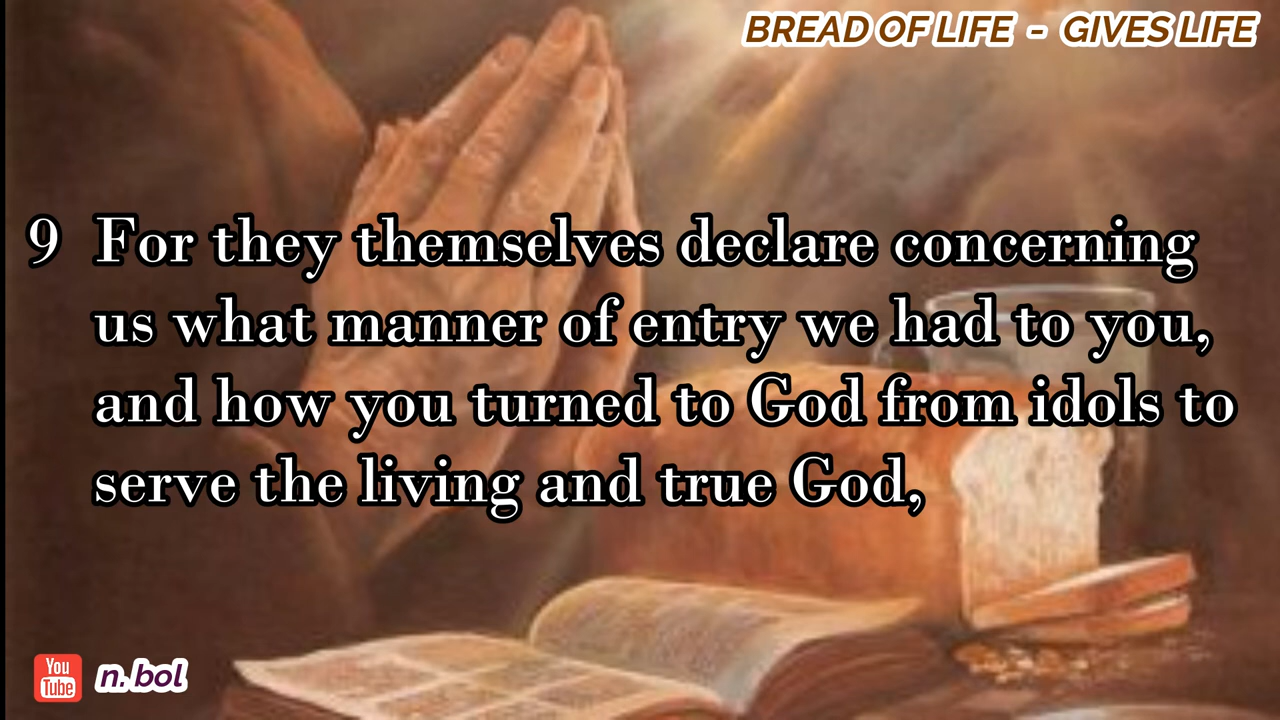 BREAD OF LIFE - GIVES LIFE
9 For they themselves declare concerning
us what manner of entry we had to you,
and how you turned to God from idols to
serve the living and true God,
You
Tube n. bol